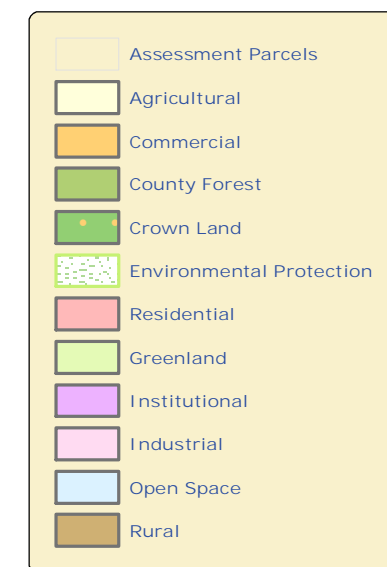 Assessment Parcels
Agricultural
Commercial
County Forest
Crown Land
Environmental Protection
Residential
Greenland
Institutional
Industrial
Open Space
Rural